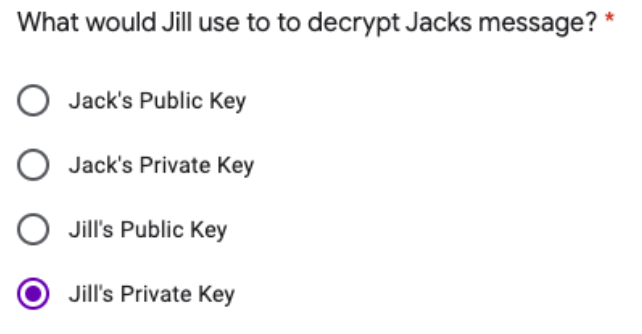 What would Jill use to to decrypt Jacks message? *
Jack's Public Key
Jack's Private Key
Jill's Public Key
Jill's Private Key